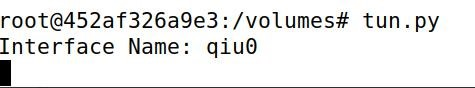 root@452af326a9e3:/volumes# tun.py
Interface Name: qiu0